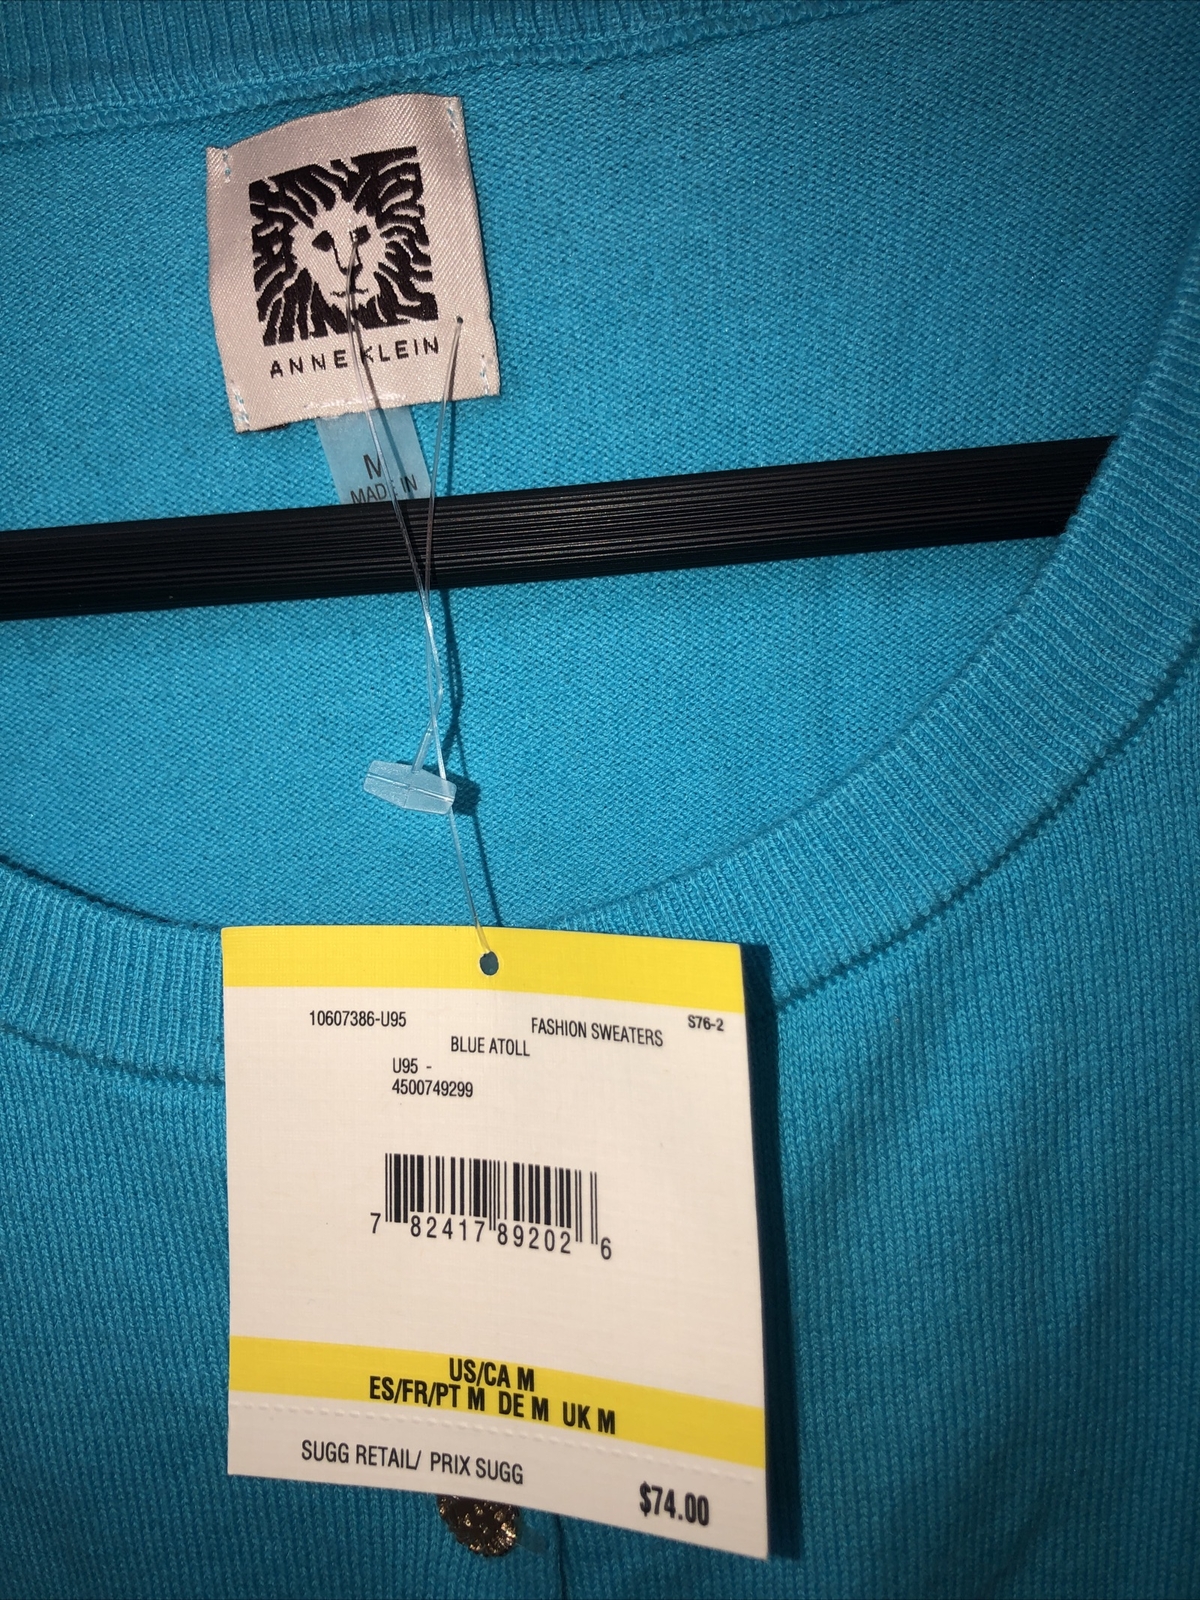 ANNE KLEIN
M
MADE IN
10607386-U95
FASHION SWEATERS
S76-2
BLUE ATOLL
U95 -
4500749299
7 82417 89202 6
US/CA M
ES/FR/PT M DE M UK M
SUGG RETAIL/ PRIX SUGG
$74.00